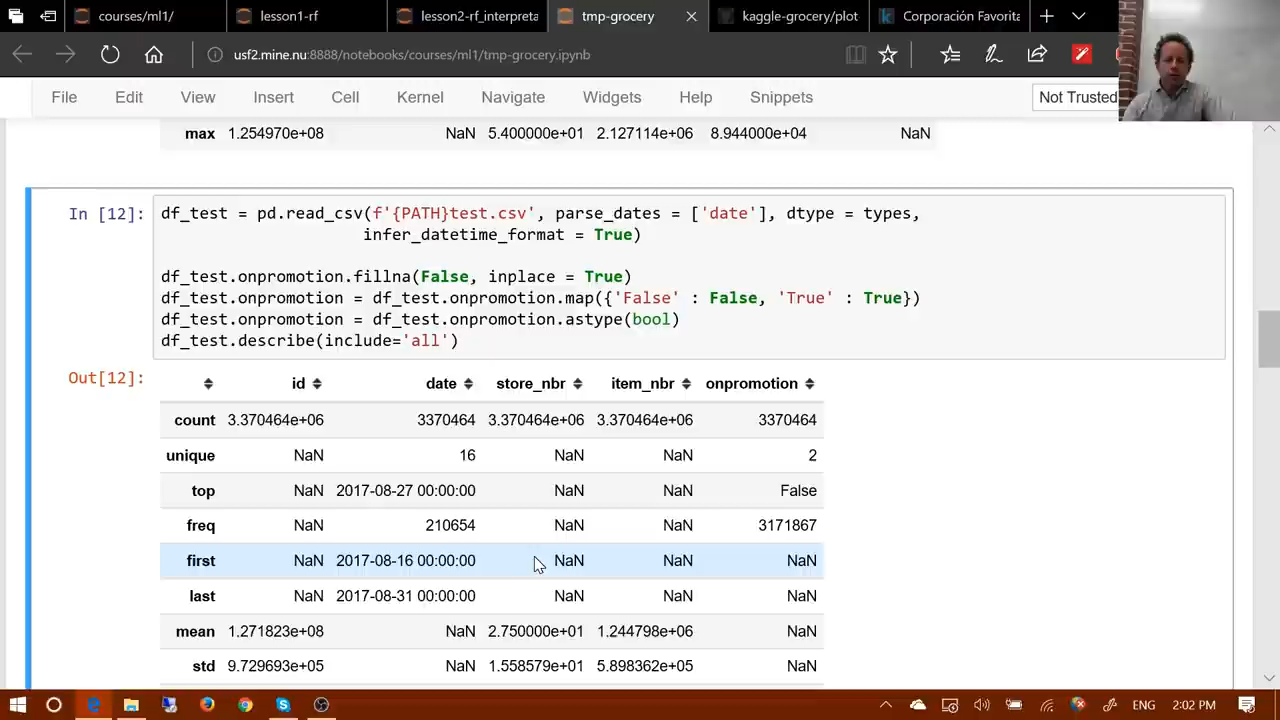 courses/ml1/
lesson1-rf
lesson2-rf_interpreta
tmp-grocery
kaggle-grocery/plot
Corporación Favorita
usf2.mine.nu:8888/notebooks/courses/ml1/tmp-grocery.ipynb
File Edit View Insert Cell Kernel Navigate Widgets Help Snippets Not Trusted
max 1.254970e+08 NaN 5.400000e+01 2.127114e+06 8.944000e+04 NaN
In [12]: df_test = pd.read_csv(f'{PATH}test.csv', parse_dates = ['date'], dtype = types,
infer_datetime_format = True)
df_test.onpromotion.fillna(False, inplace = True)
df_test.onpromotion = df_test.onpromotion.map({'False' : False, 'True' : True})
df_test.onpromotion = df_test.onpromotion.astype(bool)
df_test.describe(include='all')
Out[12]: id date store_nbr item_nbr onpromotion
count 3.370464e+06 3370464 3.370464e+06 3.370464e+06 3370464
unique NaN 16 NaN NaN 2
top NaN 2017-08-27 00:00:00 NaN NaN False
freq NaN 210654 NaN NaN 3171867
first NaN 2017-08-16 00:00:00 NaN NaN NaN
last NaN 2017-08-31 00:00:00 NaN NaN NaN
mean 1.271823e+08 NaN 2.750000e+01 1.244798e+06 NaN
std 9.729693e+05 NaN 1.558579e+01 5.898362e+05 NaN
ENG 2:02 PM